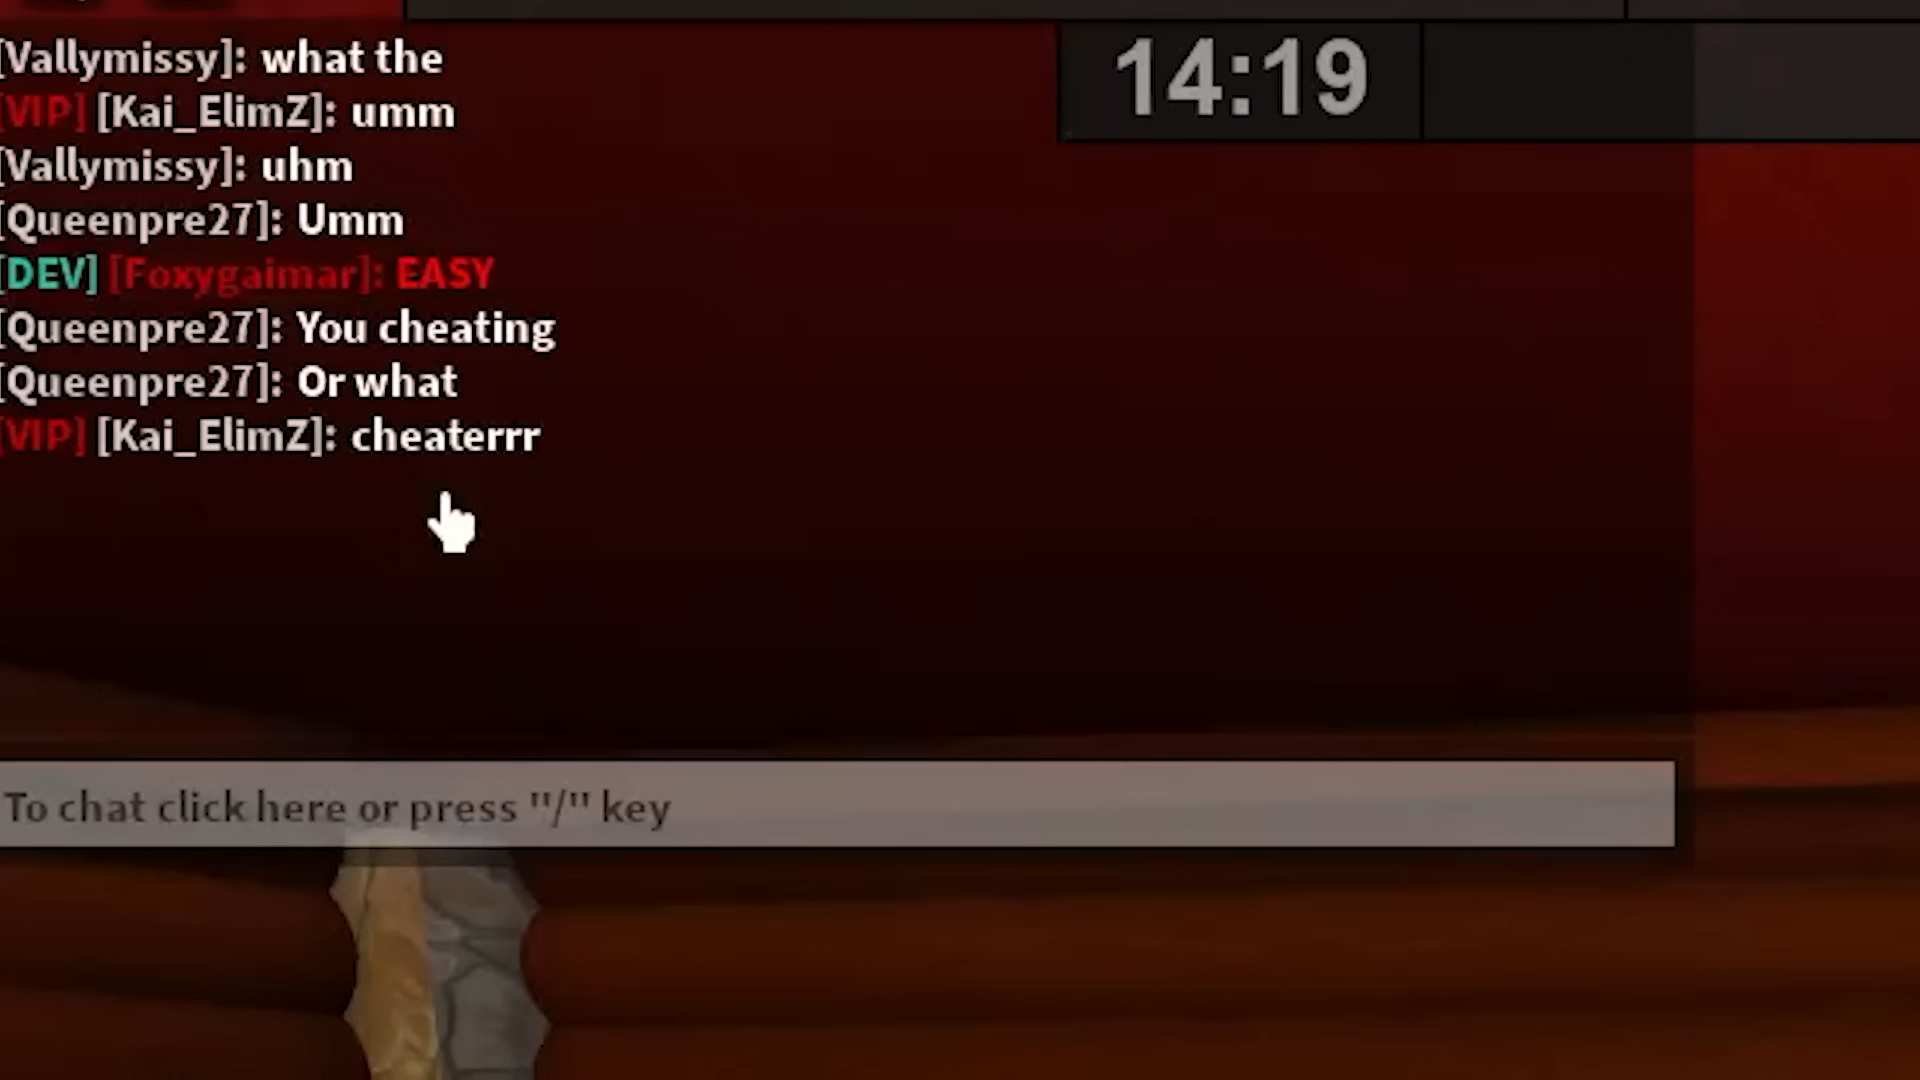 [Vallymissy]: what the
14:19
[VIP] [Kai_ElimZ]: umm
[Vallymissy]: uhm
[Queenpre27]: Umm
[DEV] [Foxygaimar]: EASY
[Queenpre27]: You cheating
[Queenpre27]: Or what
[VIP] [Kai_ElimZ]: cheaterrr
To chat click here or press "/" key